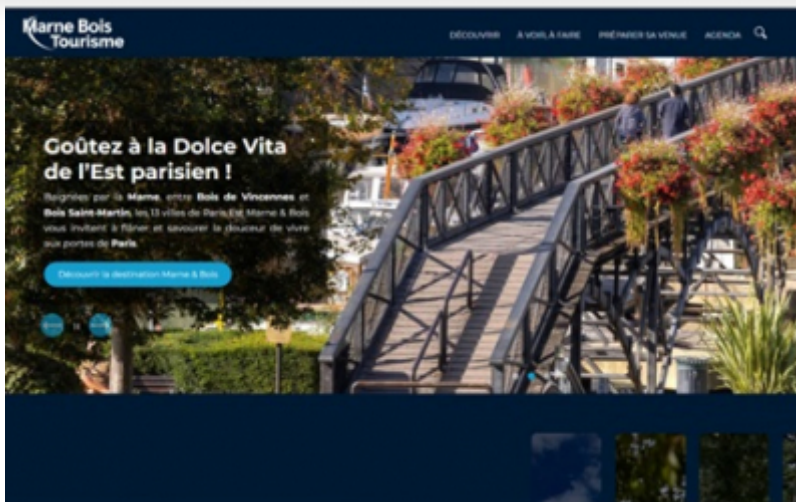 Marne Bois
Tourisme
DÉCOUVRIR À VOIR, À FAIRE PRÉPARER SA VENUE AGENDA
Goûtez à la Dolce Vita
de l'Est parisien !
Baignées par la Marne, entre Bois de Vincennes et
Bois Saint-Martin, les 13 villes de Paris Est Marne & Bois
vous invitent à flâner et savourer la douceur de vivre
aux portes de Paris.
Découvrir la destination Marne & Bois